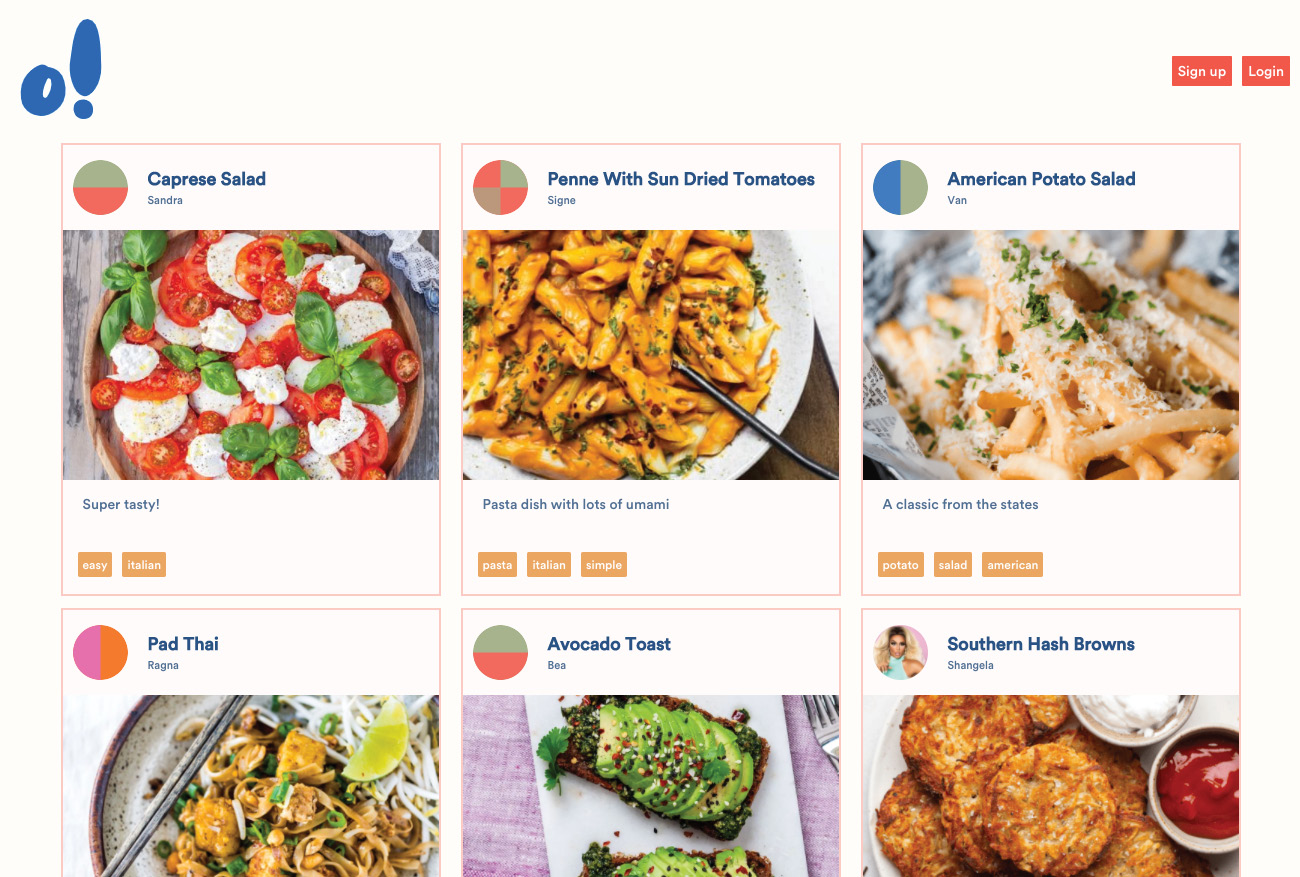 o!
Sign up
Login
Caprese Salad
Sandra
Penne With Sun Dried Tomatoes
Signe
American Potato Salad
Van
Super tasty!
Pasta dish with lots of umami
A classic from the states
easy italian
pasta italian simple
potato salad american
Pad Thai
Ragna
Avocado Toast
Bea
Southern Hash Browns
Shangela